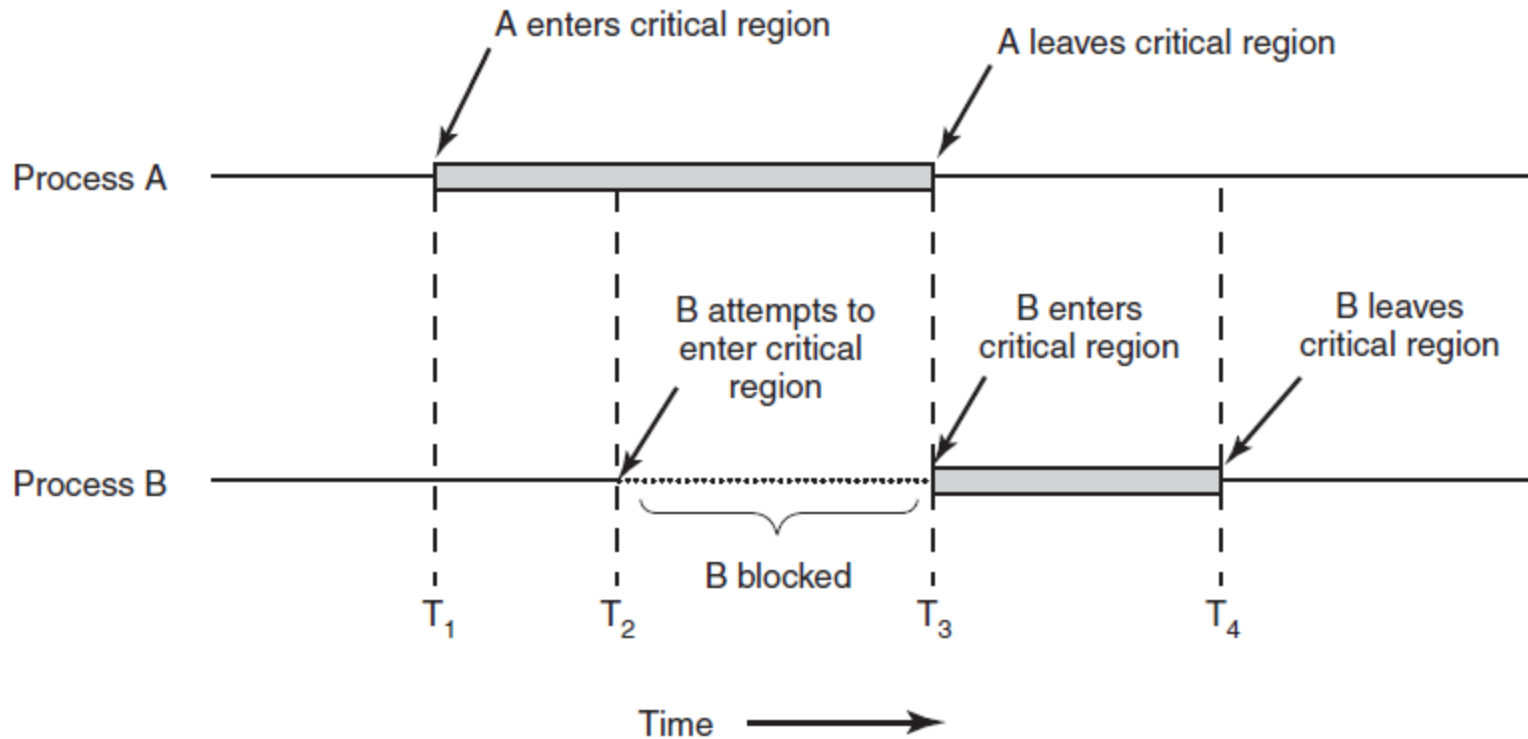 A enters critical region
A leaves critical region
Process A
B attempts to
enter critical
region
B enters
critical region
B leaves
critical region
Process B
B blocked
T1
T2
T3
T4
Time